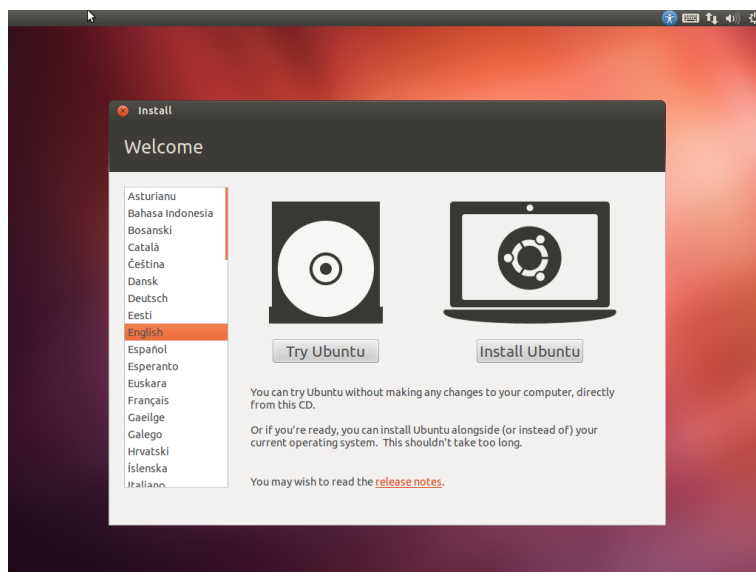 Install
Welcome
Asturianu
Bahasa Indonesia
Bosanski
Català
Čeština
Dansk
Deutsch
Eesti
English
Español
Esperanto
Euskara
Français
Gaeilge
Galego
Hrvatski
Íslenska
Italiano
Try Ubuntu
Install Ubuntu
You can try Ubuntu without making any changes to your computer, directly
from this CD.
Or if you're ready, you can install Ubuntu alongside (or instead of) your
current operating system.  This shouldn't take too long.
You may wish to read the release notes.